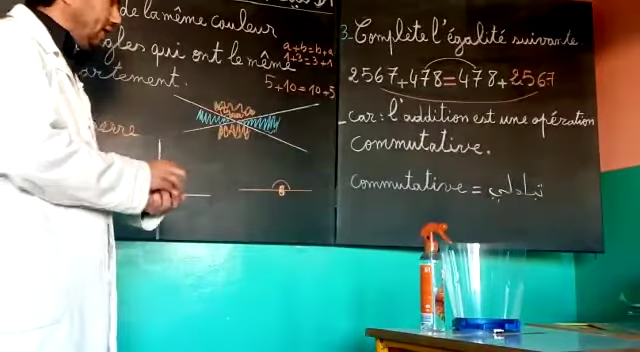 de la même couleur
gles qui ont le même
artement.
a+b=b+a
1+3=3+1
5+10=10+5
3. Complète l'égalité suivante
2567+478=478+2567
car: l'addition est une opération
commutative.
commutative = تبادلي